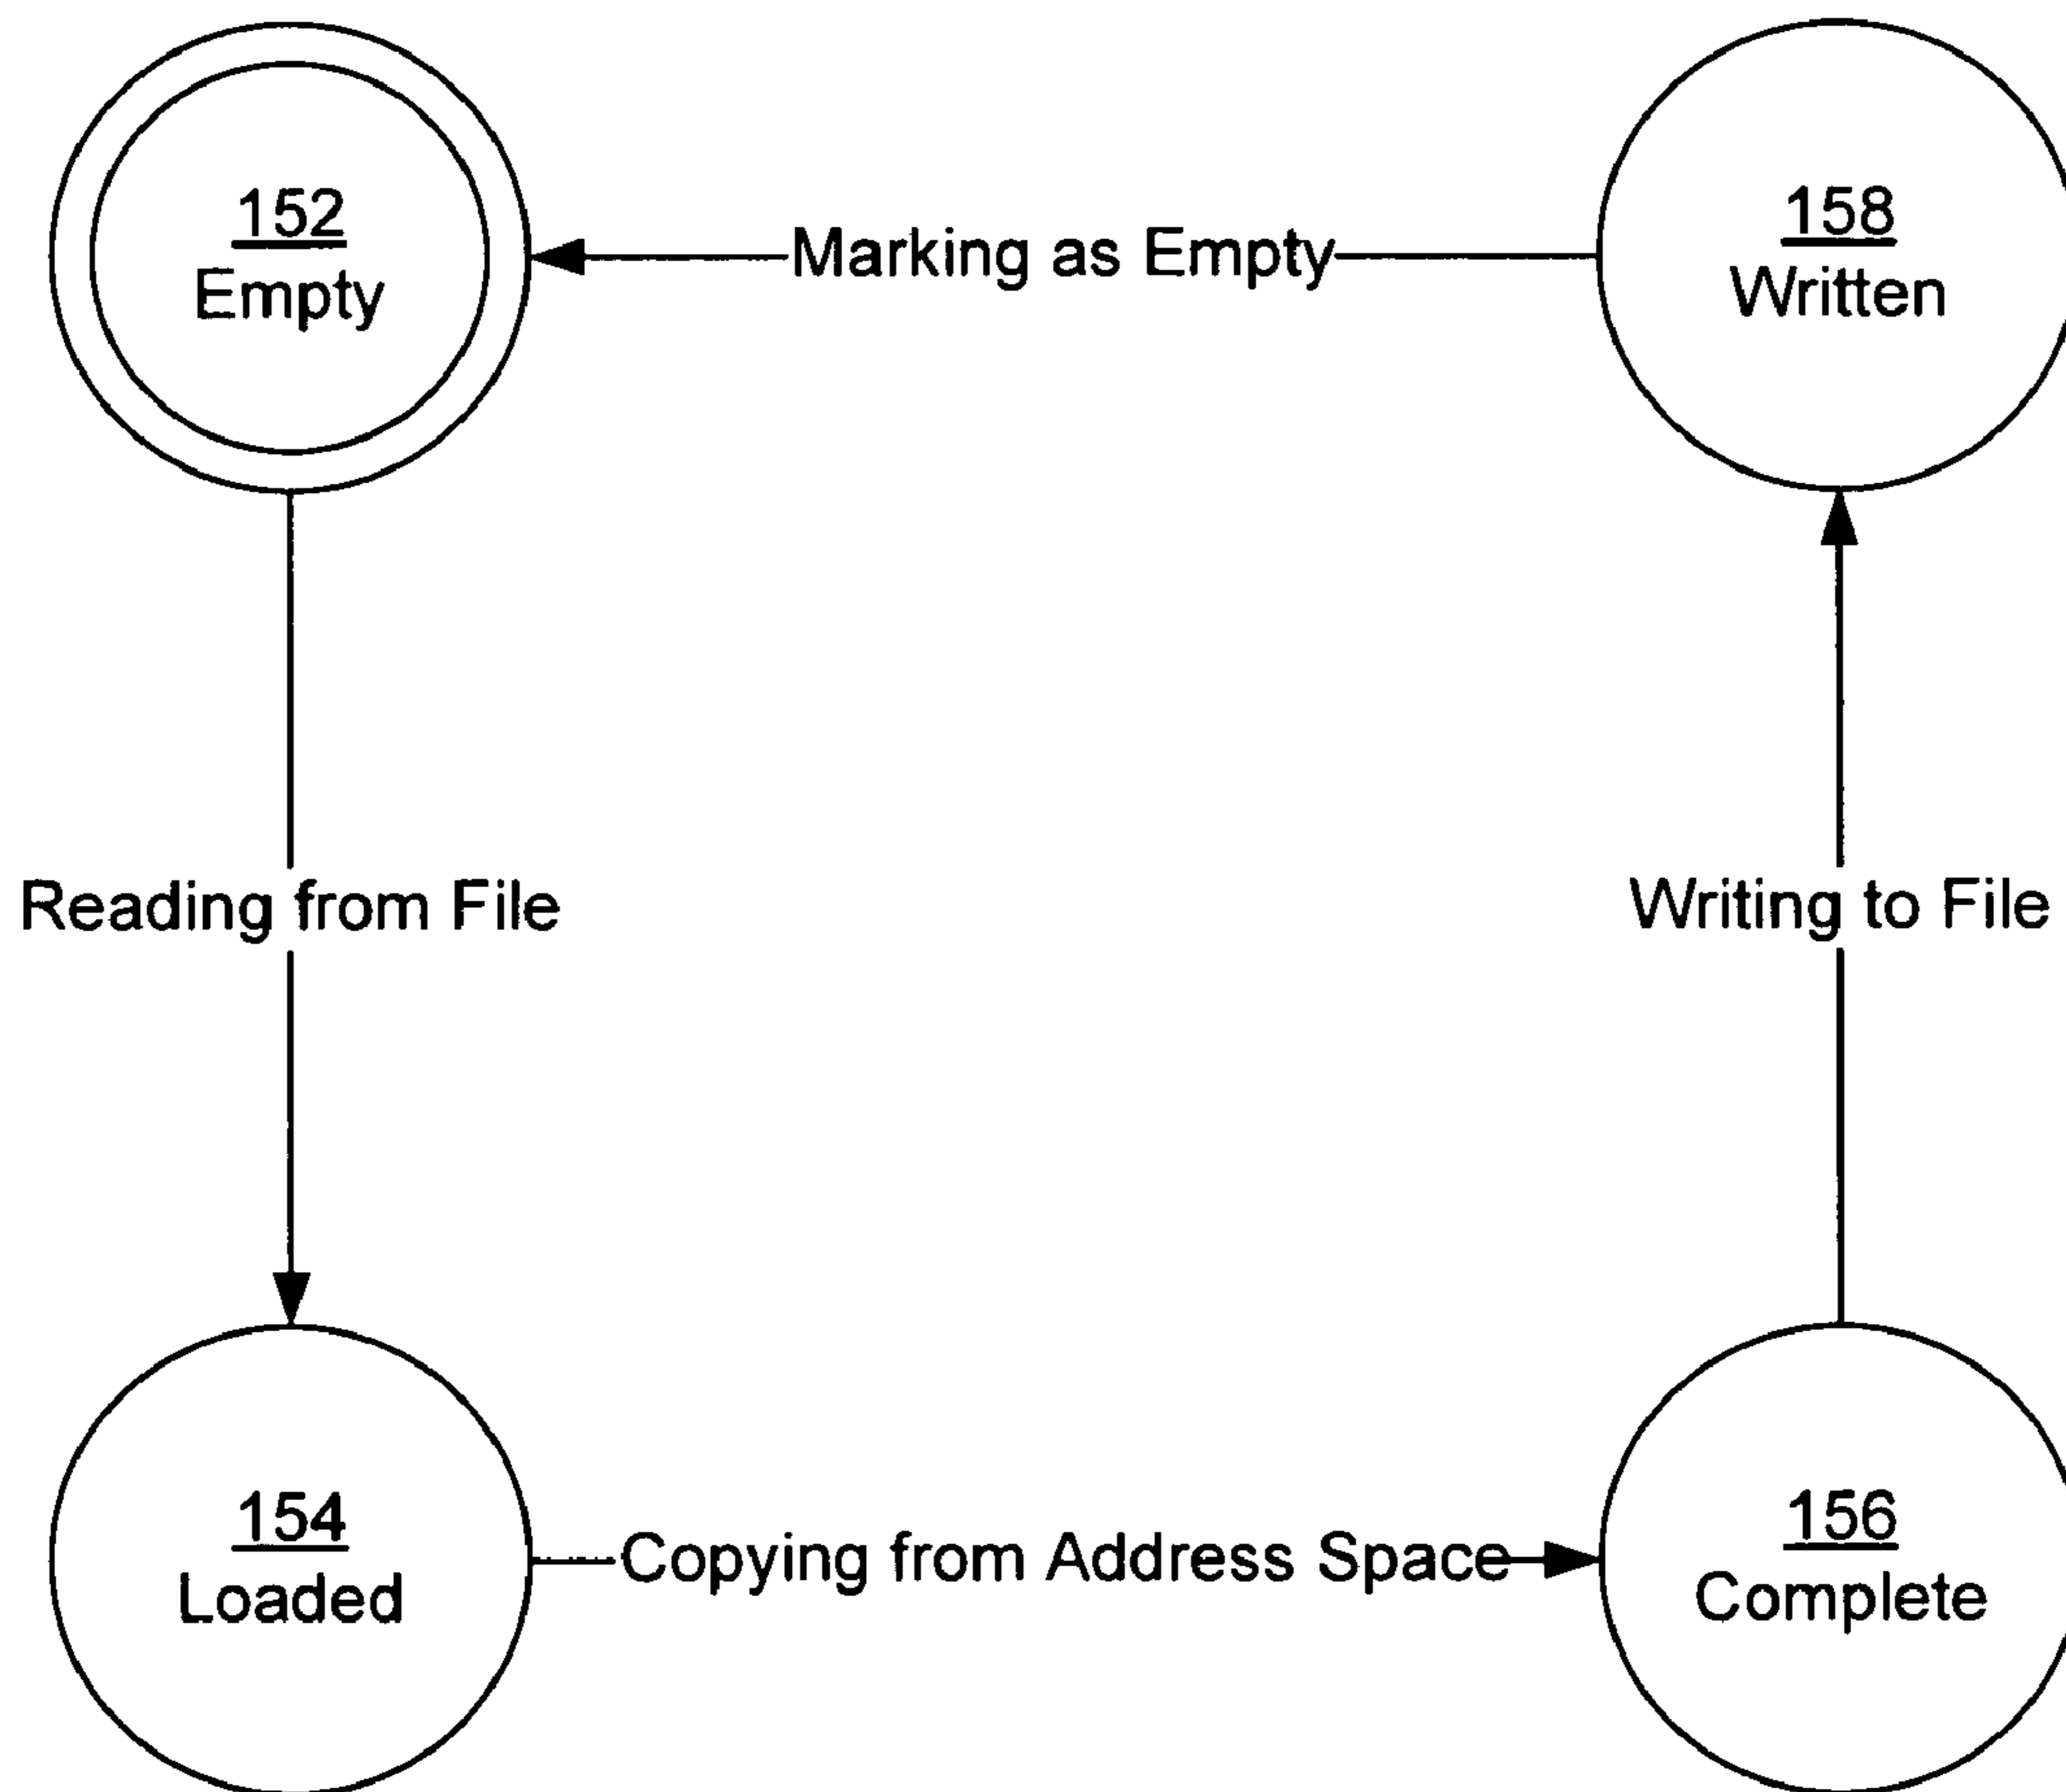 152
Empty
Marking as Empty
158
Written
Reading from File
Writing to File
154
Loaded
Copying from Address Space
156
Complete